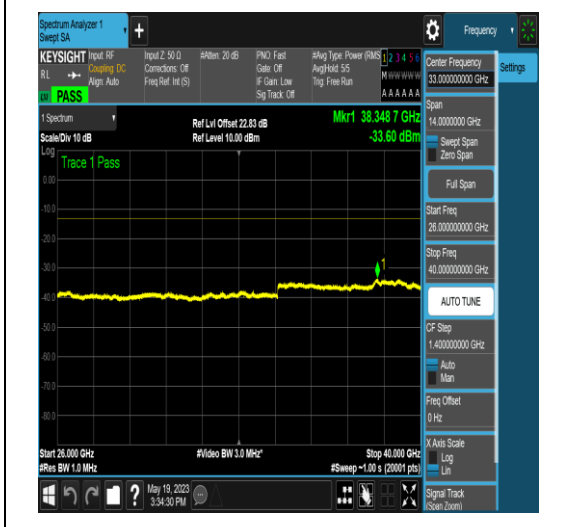 Spectrum Analyzer 1
Swept SA
+
Frequency
KEYSIGHT Input: RF
Coupling: DC
Align: Auto
RL
PASS
Input Z: 50 Ω
Corrections: Off
Freq Ref: Int (S)
#Atten: 20 dB
PNO: Fast
Gate: Off
IF Gain: Low
Sig Track: Off
#Avg Type: Power (RMS
Avg|Hold: 5/5
Trig: Free Run
1 2 3 4 5 6
M W W W W W
A A A A A A
Settings
Center Frequency
33.000000000 GHz
Span
14.0000000 GHz
Swept Span
Zero Span
Full Span
Start Freq
26.000000000 GHz
Stop Freq
40.000000000 GHz
AUTO TUNE
CF Step
1.400000000 GHz
Auto
Man
Freq Offset
0 Hz
X Axis Scale
Log
Lin
Signal Track
(Span Zoom)
1 Spectrum
Scale/Div 10 dB
Ref Lvl Offset 22.83 dB
Ref Level 10.00 dBm
Mkr1 38.348 7 GHz
-33.60 dBm
Log
Trace 1 Pass
0.00
-10.0
-20.0
-30.0
-40.0
-50.0
-60.0
-70.0
-80.0
1
Start 26.000 GHz
#Res BW 1.0 MHz
#Video BW 3.0 MHz*
Stop 40.000 GHz
#Sweep ~1.00 s (20001 pts)
?
May 19, 2023
3:34:30 PM